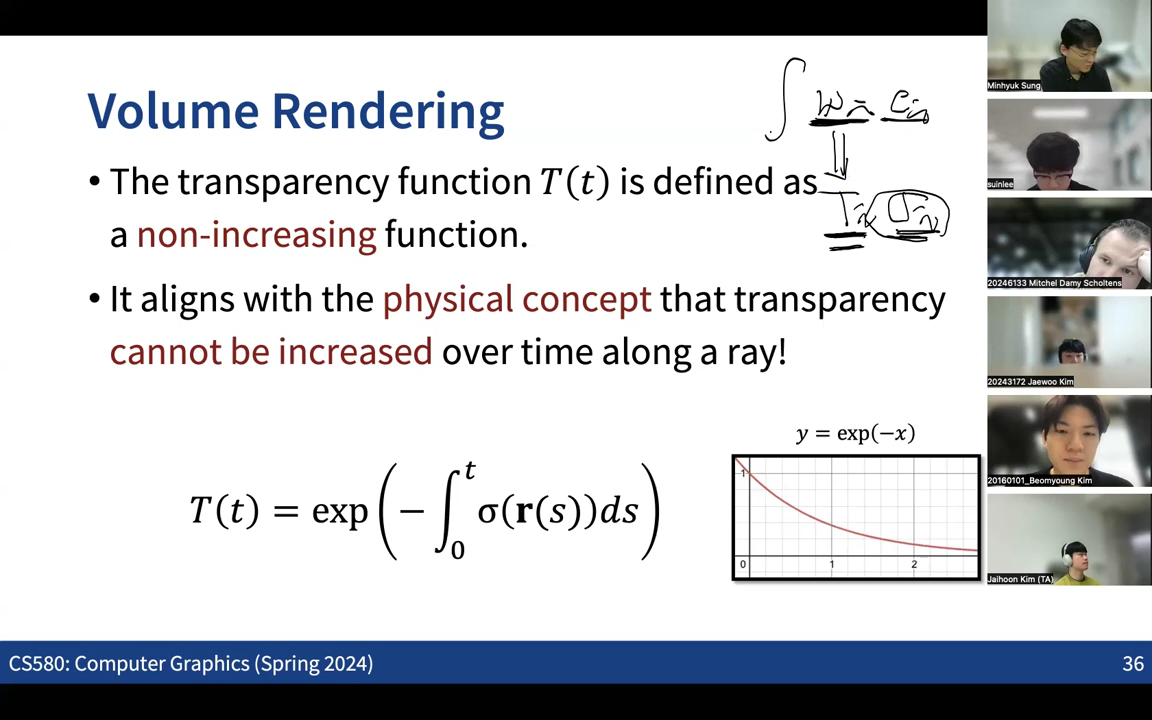 Volume Rendering
• The transparency function T(t) is defined as
a non-increasing function.
• It aligns with the physical concept that transparency
cannot be increased over time along a ray!
T(t) = exp(−∫₀ᵗ σ(r(s))ds)
y = exp(−x)
1
0 1 2
CS580: Computer Graphics (Spring 2024)
36
Minhyuk Sung
suinlee
20246133 Mitchel Damy Scholtens
20243172 Jaewoo Kim
20160101_Beomyoung Kim
Jaihoon Kim (TA)